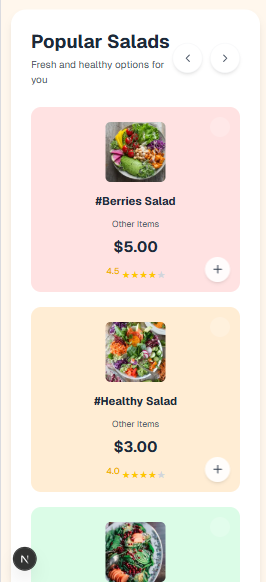 Popular Salads
Fresh and healthy options for
you
#Berries Salad
Other Items
$5.00
4.5 ★★★★★
#Healthy Salad
Other Items
$3.00
4.0 ★★★★★
N